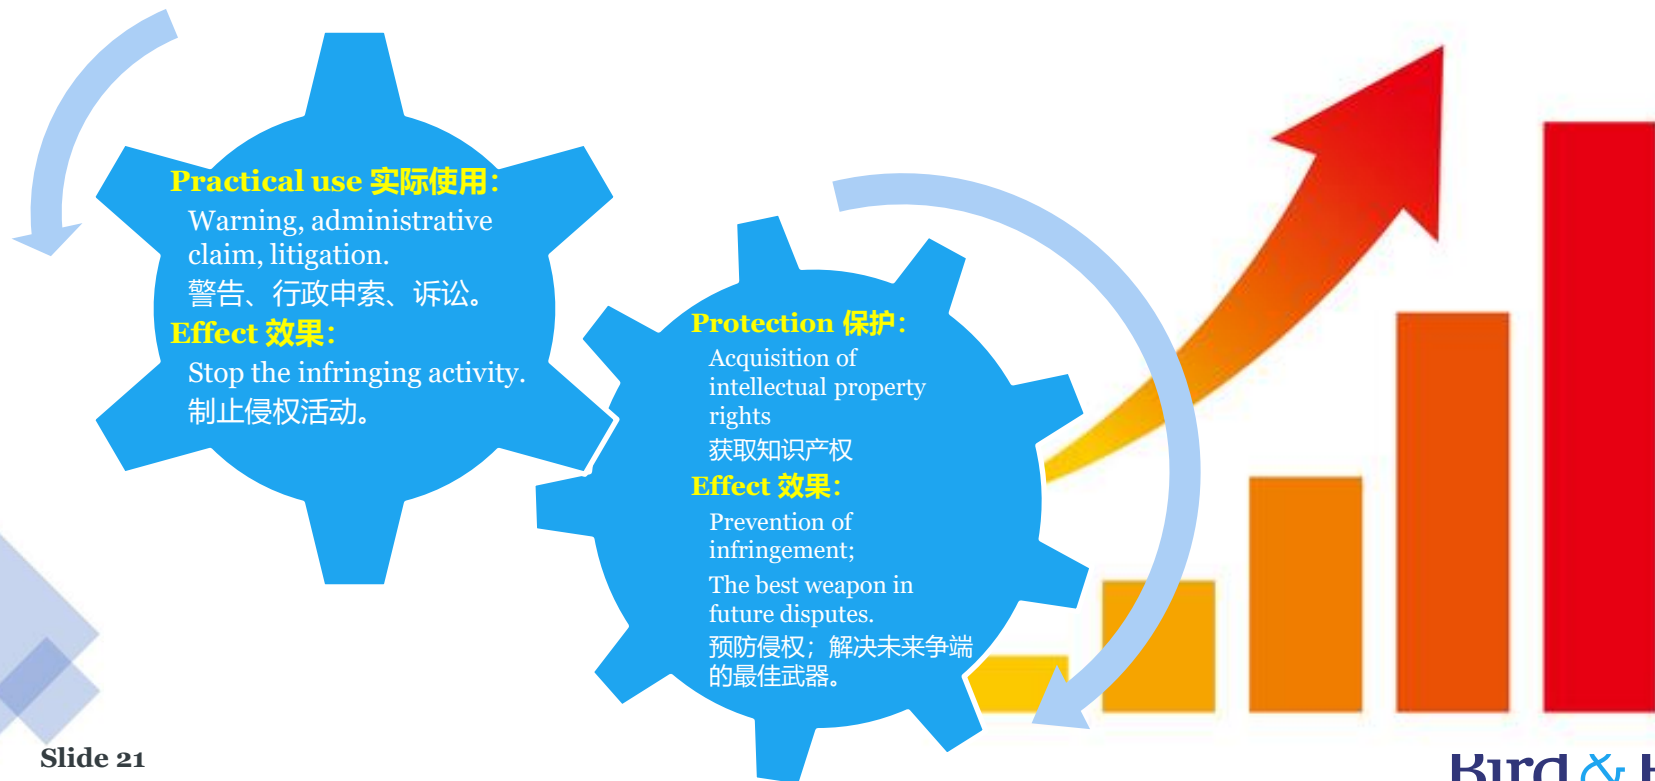 Practical use 实际使用：
Warning, administrative
claim, litigation.
警告、行政申索、诉讼。
Effect 效果：
Stop the infringing activity.
制止侵权活动。
Protection 保护：
Acquisition of
intellectual property
rights
获取知识产权
Effect 效果：
Prevention of
infringement;
The best weapon in
future disputes.
预防侵权；解决未来争端
的最佳武器。
Slide 21
Bird &